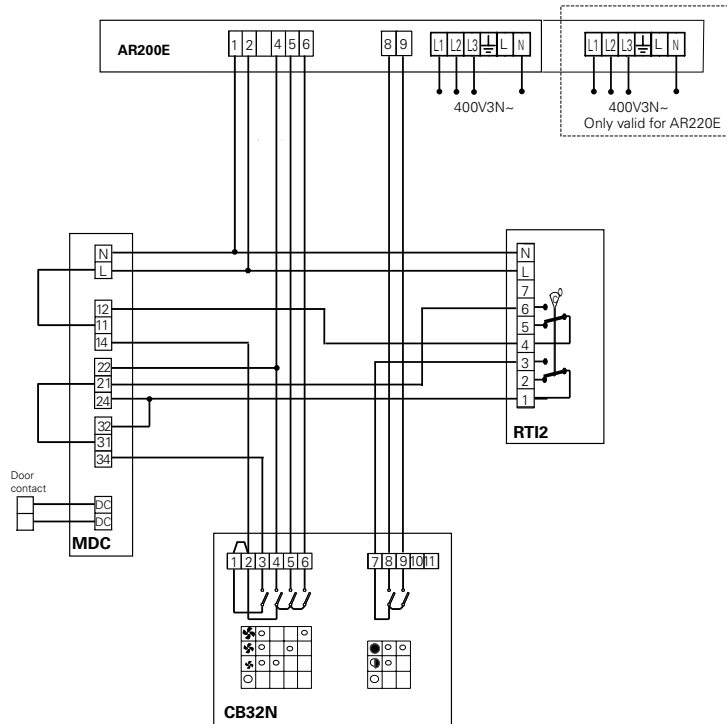 AR200E
1 2 4 5 6
8 9
L1 L2 L3 L N
L1 L2 L3 L N
400V3N~
400V3N~
Only valid for AR220E
N
L
12
11
14
22
21
24
32
31
34
DC
DC
MDC
Door
contact
N
L
7
6
5
4
3
2
1
RTI2
1 2 3 4 5 6
7 8 9 10 11
CB32N